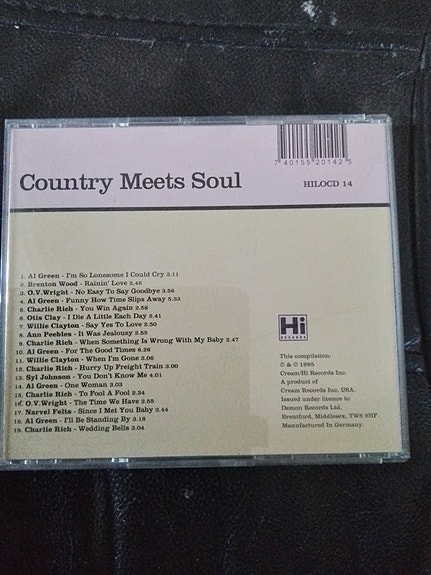 7 40155 20142 5
Country Meets Soul
HILOCD 14
1. Al Green - I'm So Lonesome I Could Cry 3.11
2. Brenton Wood - Rainin' Love 2.45
3. O.V.Wright - No Easy To Say Goodbye 3.56
4. Al Green - Funny How Time Slips Away 5.33
5. Charlie Rich - You Win Again 2.58
6. Otis Clay - I Die A Little Each Day 2.41
7. Willie Clayton - Say Yes To Love 2.50
8. Ann Peebles - It Was Jealousy 2.55
9. Charlie Rich - When Something Is Wrong With My Baby 2.47
10. Al Green - For The Good Times 6.26
11. Willie Clayton - When I'm Gone 2.06
12. Charlie Rich - Hurry Up Freight Train 3.00
13. Syl Johnson - You Don't Know Me 4.01
14. Al Green - One Woman 3.03
15. Charlie Rich - To Fool A Fool 2.34
16. O.V.Wright - The Time We Have 2.55
17. Narvel Felts - Since I Met You Baby 2.44
18. Al Green - I'll Be Standing By 3.18
19. Charlie Rich - Wedding Bells 3.04
Hi
RECORDS
This compilation:
℗ & © 1995
Cream/Hi Records Inc.
A product of
Cream Records Inc, USA.
Issued under licence to
Demon Records Ltd.
Brentford, Middlesex, TW8 9HF.
Manufactured in Germany.